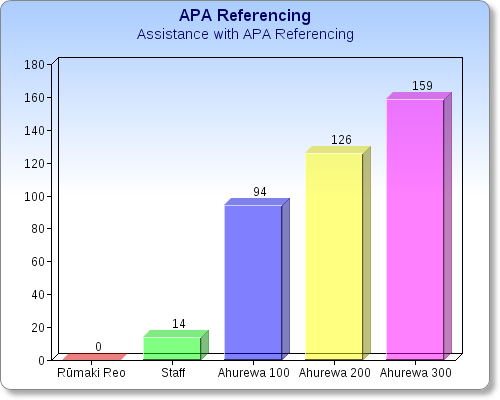 APA Referencing
Assistance with APA Referencing
180
160
140
120
100
80
60
40
20
0
0
14
94
126
159
Rūmaki Reo
Staff
Ahurewa 100
Ahurewa 200
Ahurewa 300